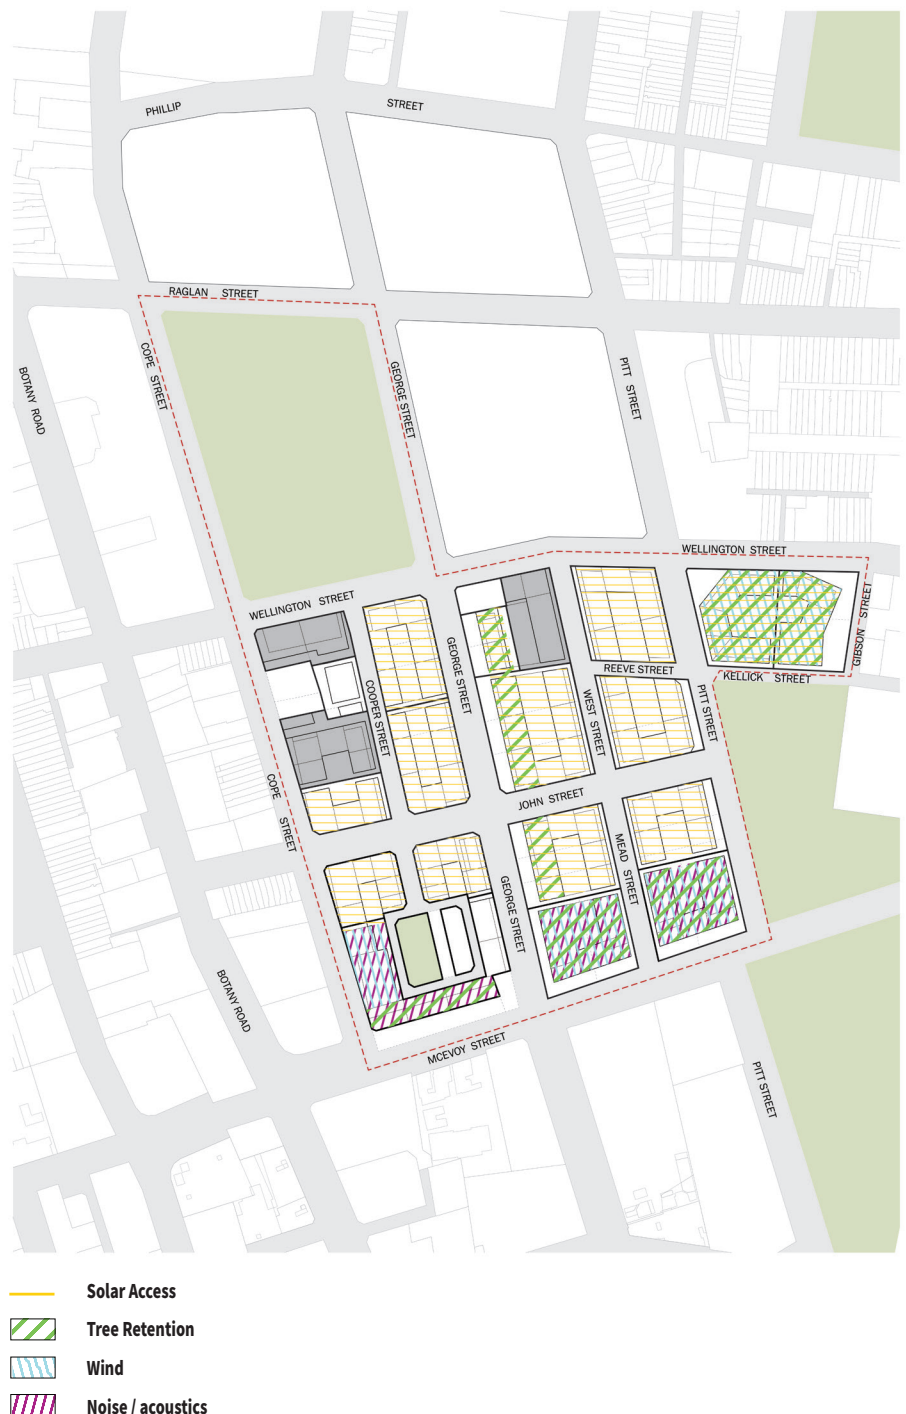 PHILLIP STREET
RAGLAN STREET
COPE STREET
BOTANY ROAD
GEORGE STREET
PITT STREET
WELLINGTON STREET
WELLINGTON STREET
GIBSON STREET
GEORGE STREET
REEVE STREET
KELLICK STREET
COOPER STREET
WEST STREET
PITT STREET
COPE STREET
JOHN STREET
MEAD STREET
GEORGE STREET
BOTANY ROAD
MCEVOY STREET
PITT STREET
Solar Access
Tree Retention
Wind
Noise / acoustics